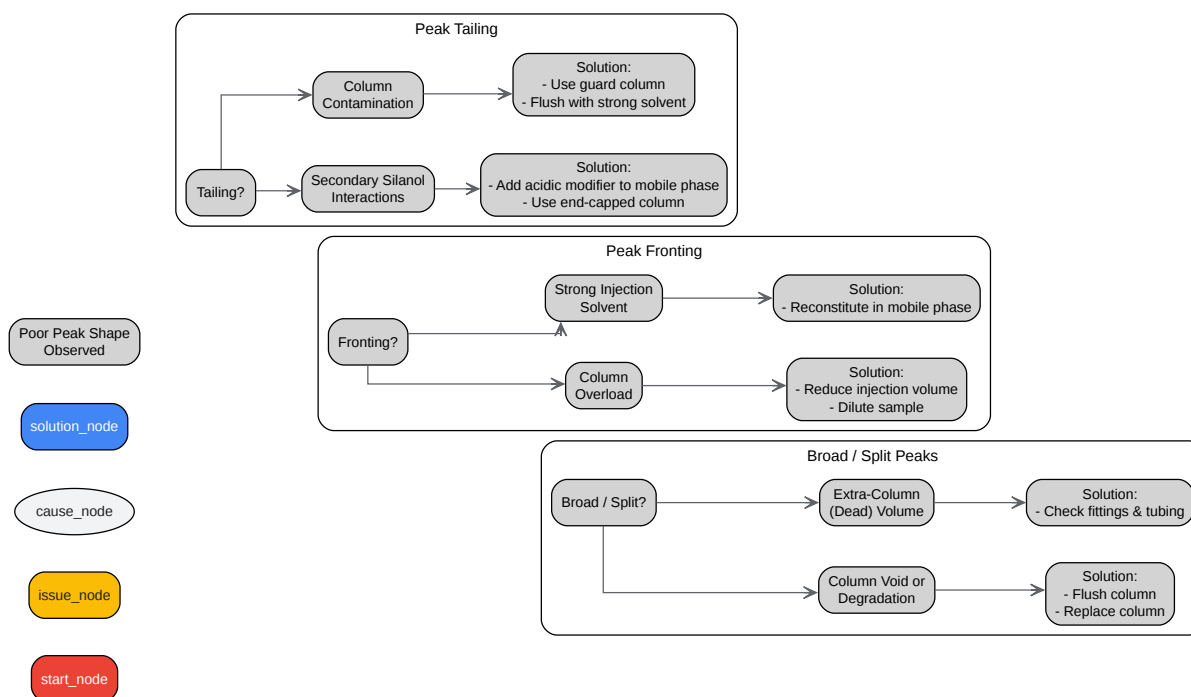 Peak Tailing
Column
Contamination
Solution:
- Use guard column
- Flush with strong solvent
Tailing?
Secondary Silanol
Interactions
Solution:
- Add acidic modifier to mobile phase
- Use end-capped column
Peak Fronting
Strong Injection
Solvent
Solution:
- Reconstitute in mobile phase
Fronting?
Column
Overload
Solution:
- Reduce injection volume
- Dilute sample
Broad / Split Peaks
Broad / Split?
Extra-Column
(Dead) Volume
Solution:
- Check fittings & tubing
Column Void or
Degradation
Solution:
- Flush column
- Replace column
Poor Peak Shape
Observed
solution_node
cause_node
issue_node
start_node